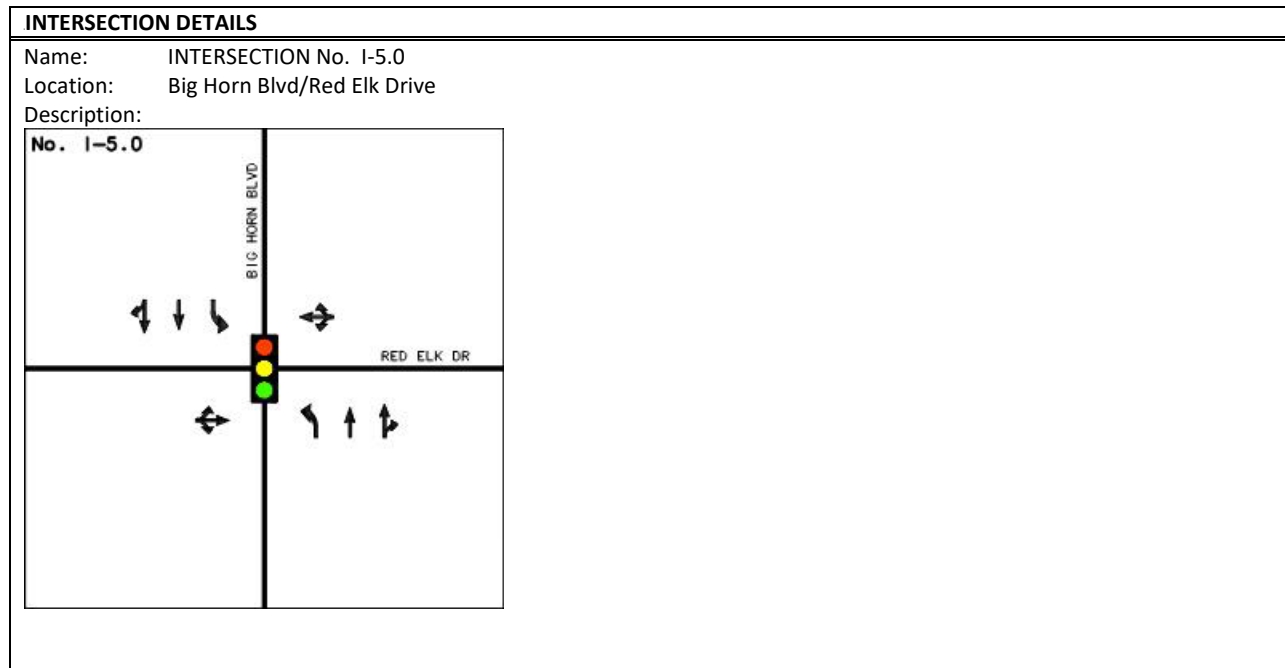 INTERSECTION DETAILS
Name: INTERSECTION No. I-5.0
Location: Big Horn Blvd/Red Elk Drive
Description:
No. I-5.0
BIG HORN BLVD
RED ELK DR